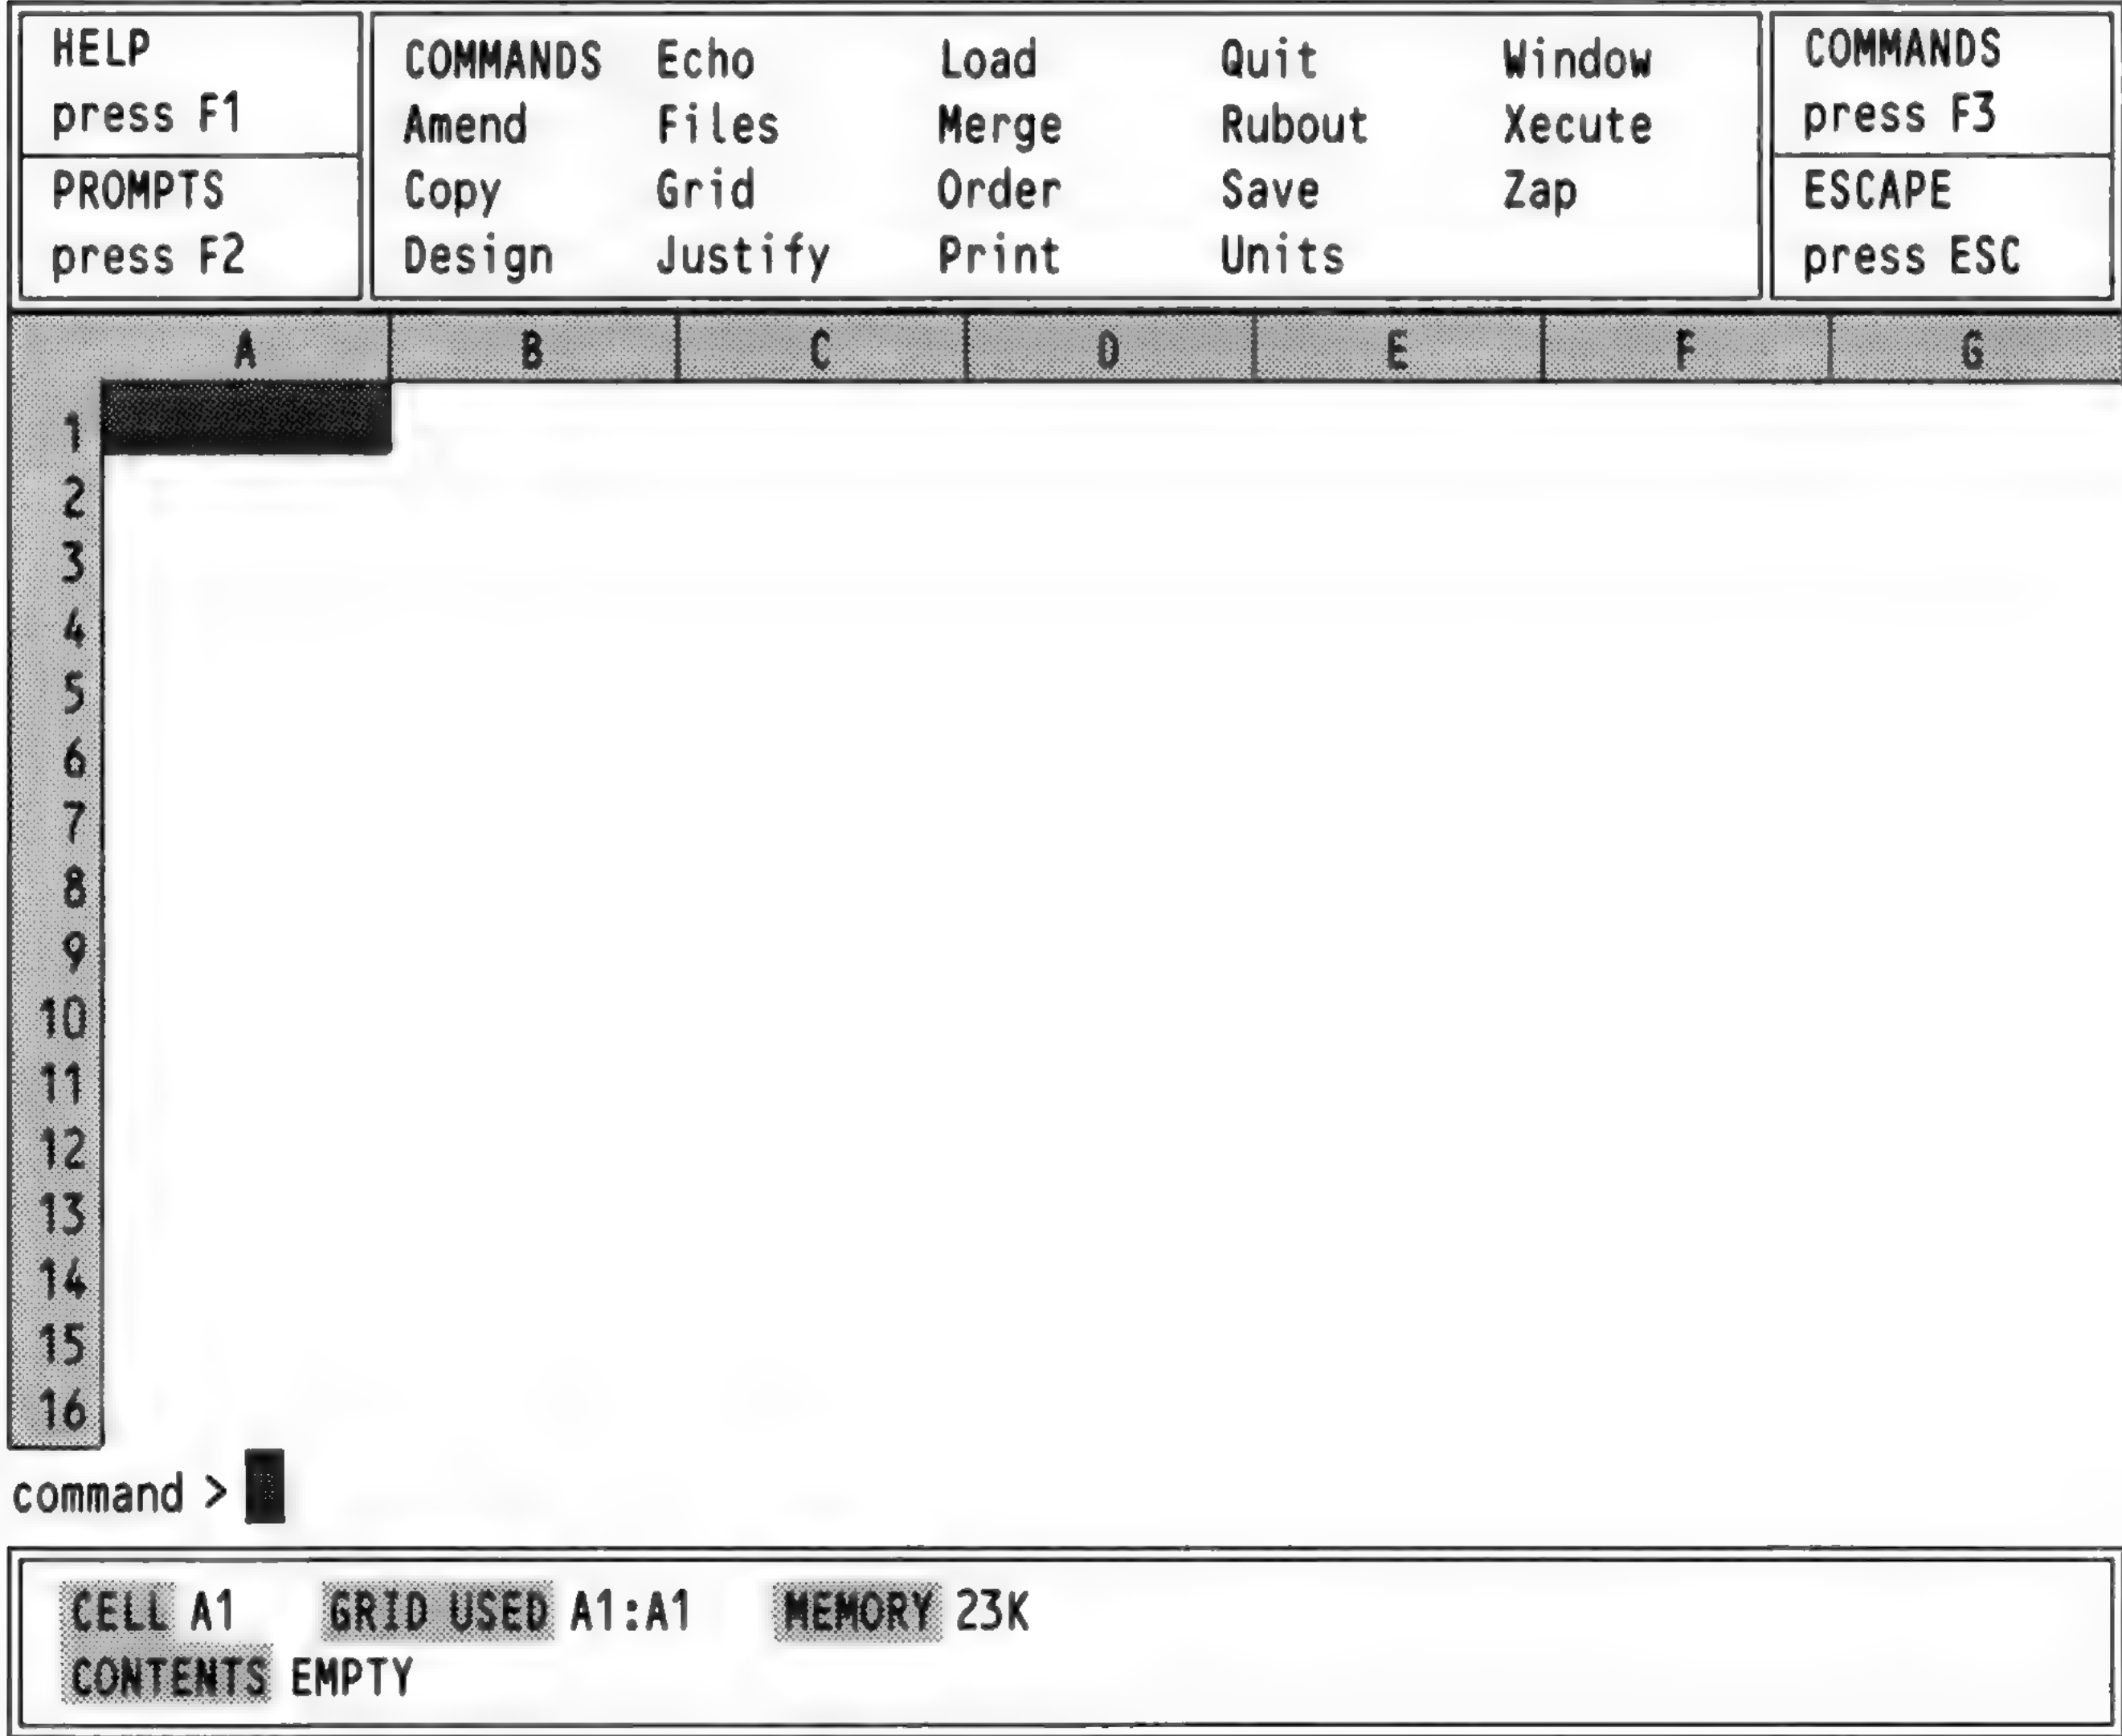 HELP
press F1
PROMPTS
press F2
COMMANDS Echo Load Quit Window
Amend Files Merge Rubout Xecute
Copy Grid Order Save Zap
Design Justify Print Units
COMMANDS
press F3
ESCAPE
press ESC
A B C D E F G
1
2
3
4
5
6
7
8
9
10
11
12
13
14
15
16
command >
CELL A1 GRID USED A1:A1 MEMORY 23K
CONTENTS EMPTY